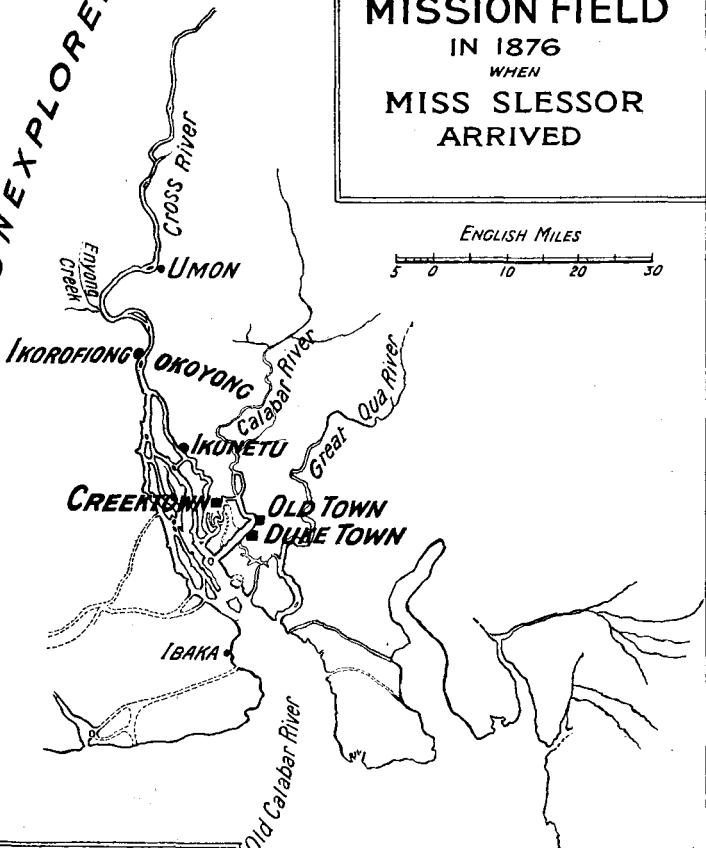 MISSION FIELD
IN 1876
WHEN
MISS SLESSOR
ARRIVED
NEXPLORE
Cross River
ENGLISH MILES
5 0 10 20 30
Enyong
Creek
UMON
IKOROFIONG
OKOYONG
Calabar River
Great Qua River
IKUNETU
CREEKTOWN
OLD TOWN
DUKE TOWN
IBAKA
Old Calabar River